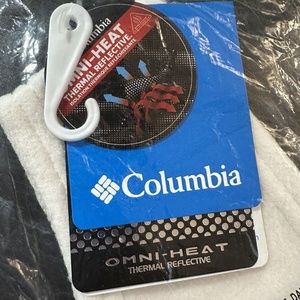 Columbia
OMNI-HEAT
THERMAL REFLECTIVE
Columbia
OMNI-HEAT
THERMAL REFLECTIVE